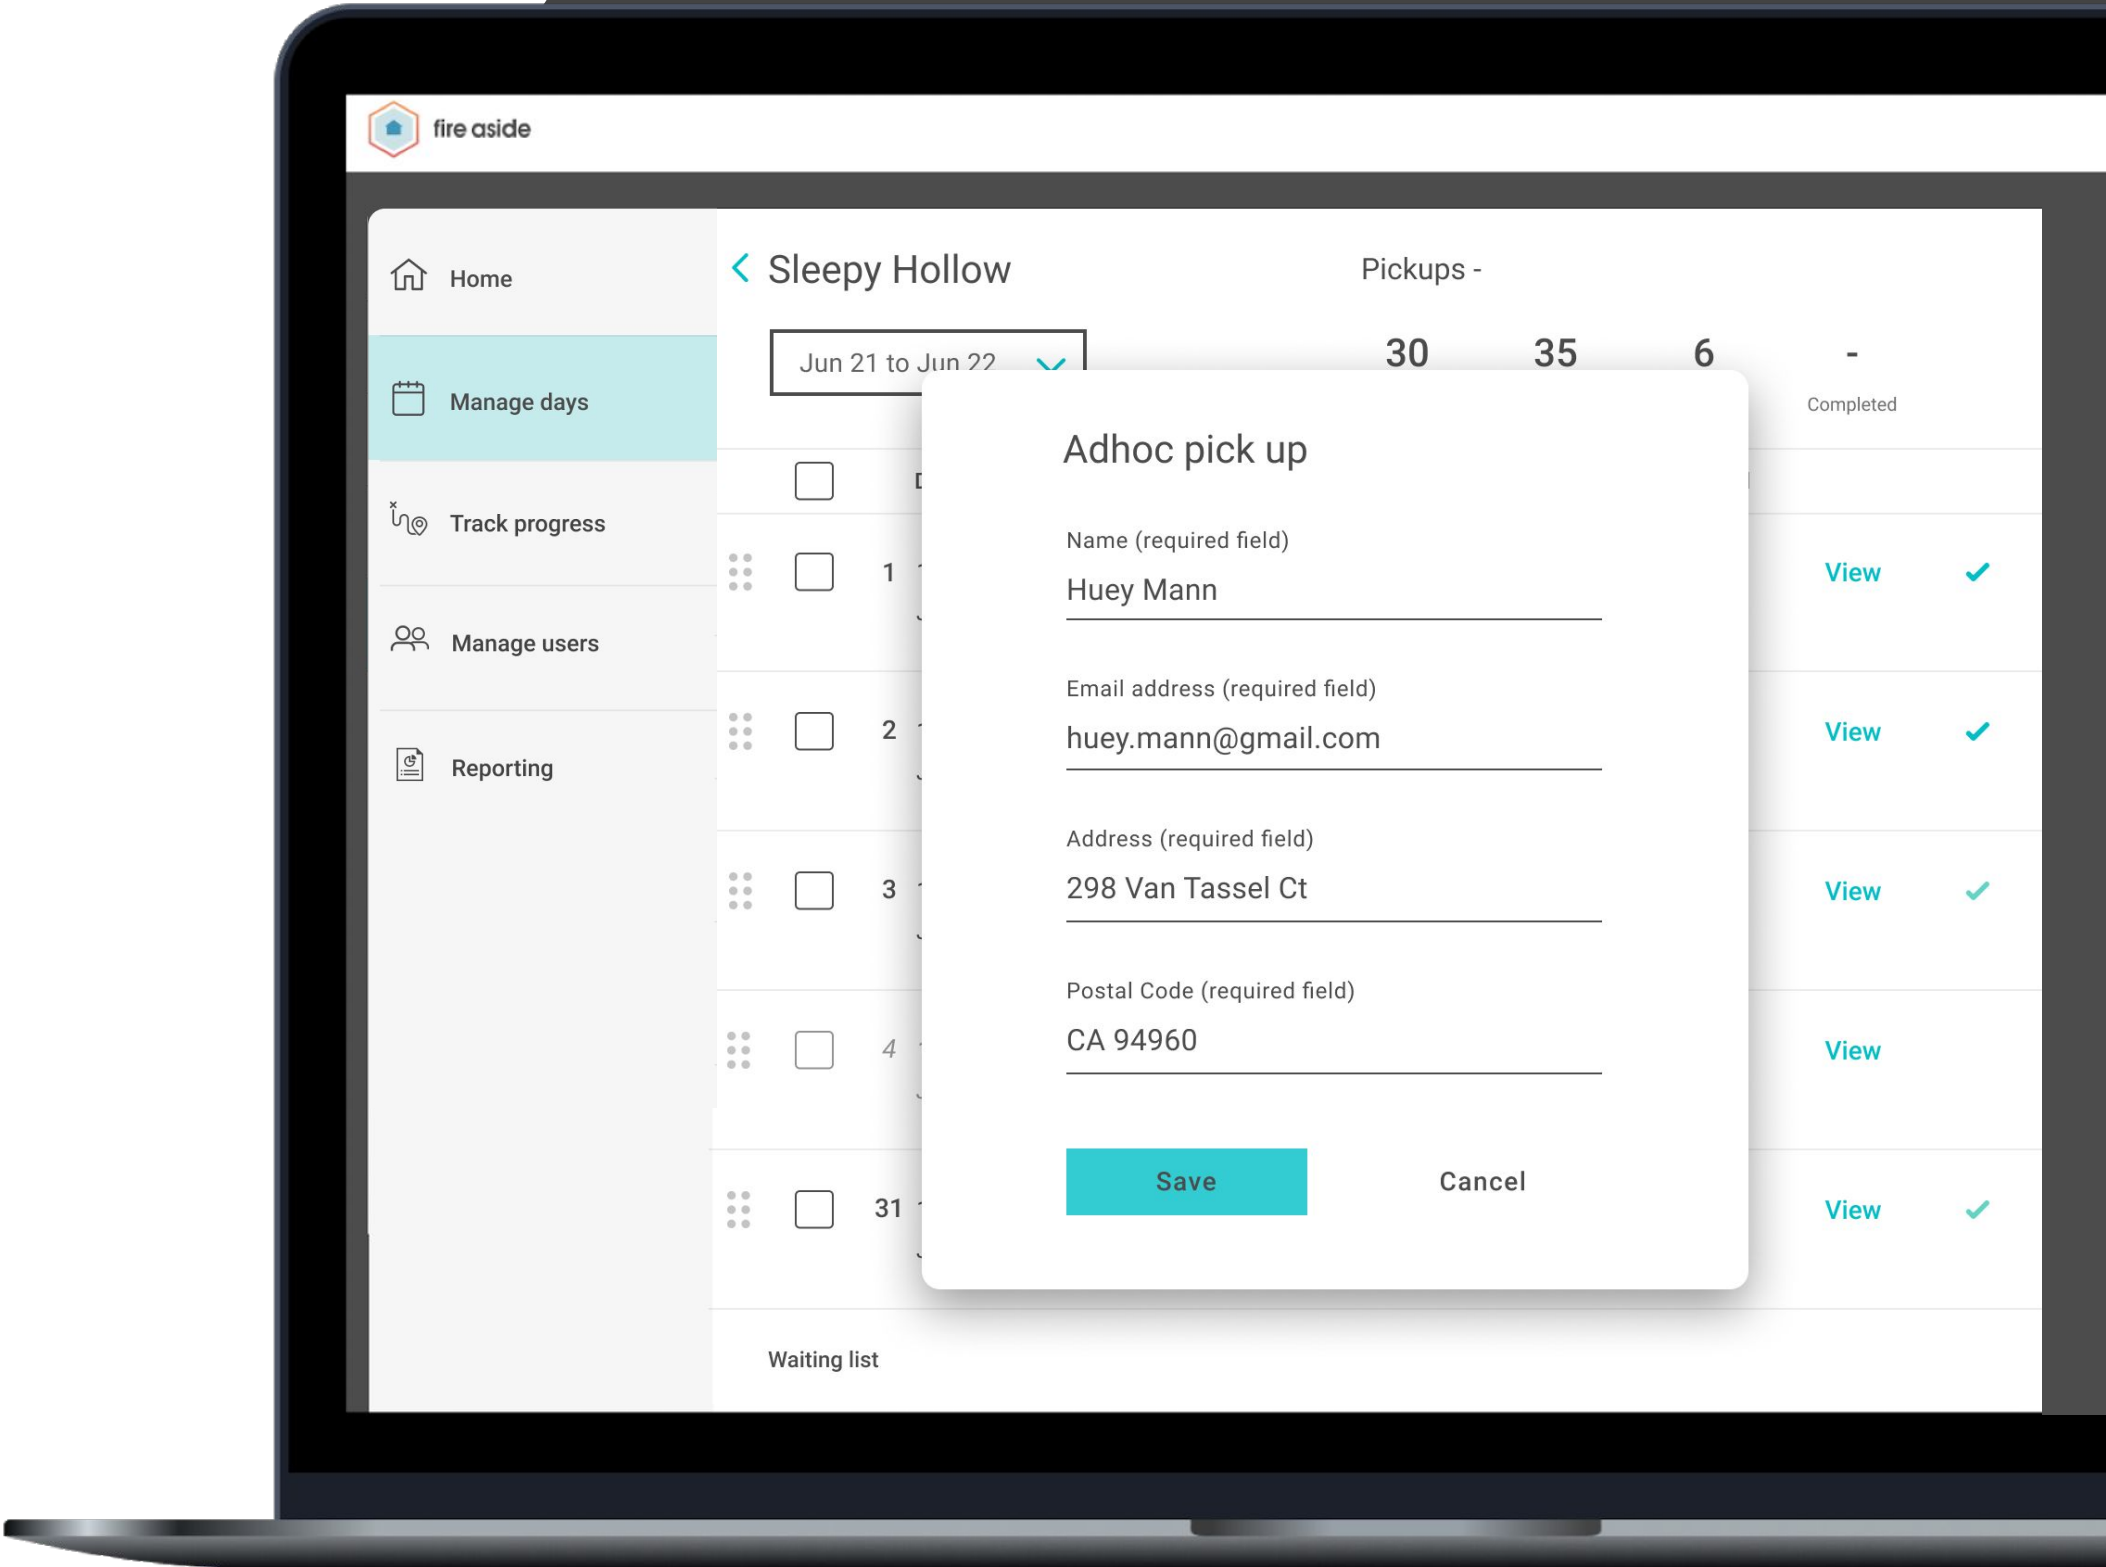 fire aside
Home
Manage days
Track progress
Manage users
Reporting
Sleepy Hollow
Pickups -
Jun 21 to Jun 22
30 35 6 -
Completed
1 View
2 View
3 View
4 View
31 View
Waiting list
Adhoc pick up
Name (required field)
Huey Mann
Email address (required field)
huey.mann@gmail.com
Address (required field)
298 Van Tassel Ct
Postal Code (required field)
CA 94960
Save Cancel